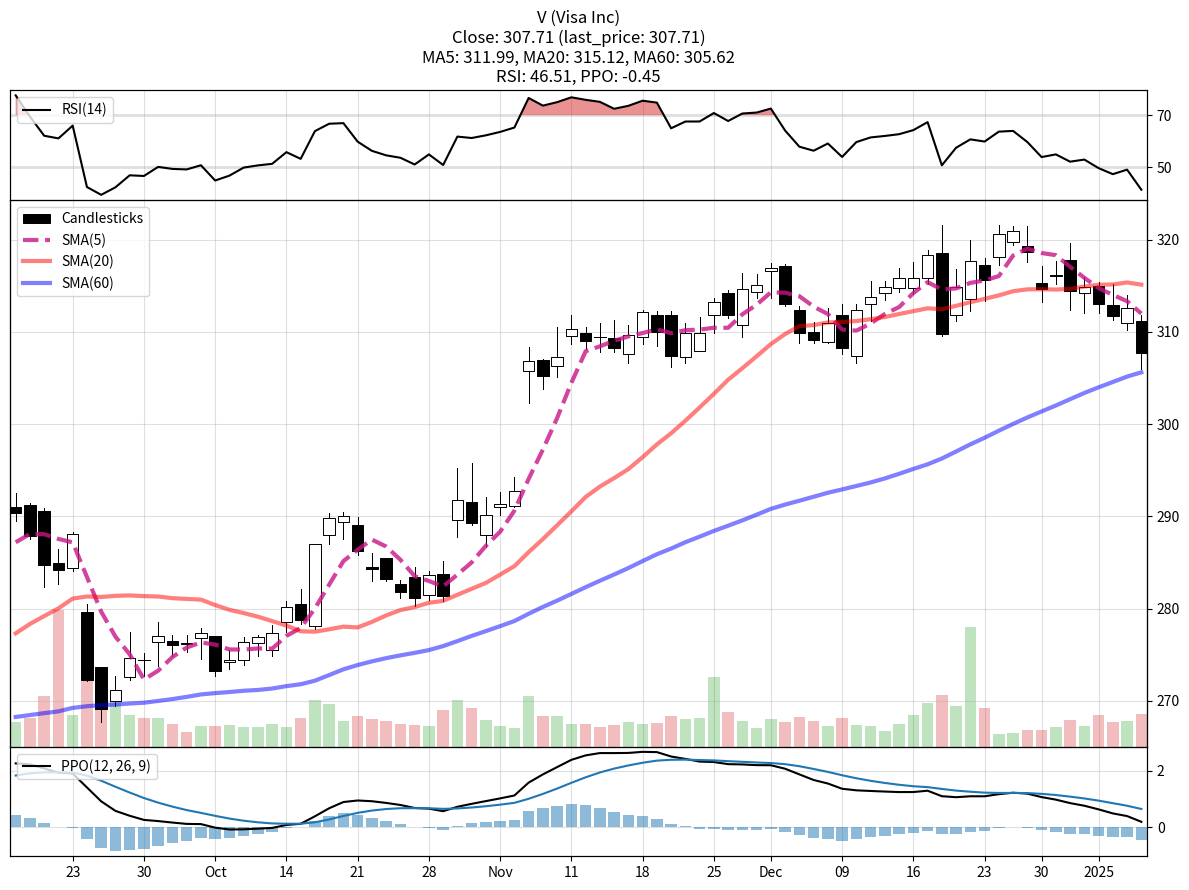 V (Visa Inc)
Close: 307.71 (last_price: 307.71)
MA5: 311.99, MA20: 315.12, MA60: 305.62
RSI: 46.51, PPO: -0.45
RSI(14)
70
50
Candlesticks
SMA(5)
SMA(20)
SMA(60)
320
310
300
290
280
270
PPO(12, 26, 9)
2
0
23 30 Oct 14 21 28 Nov 11 18 25 Dec 09 16 23 30 2025